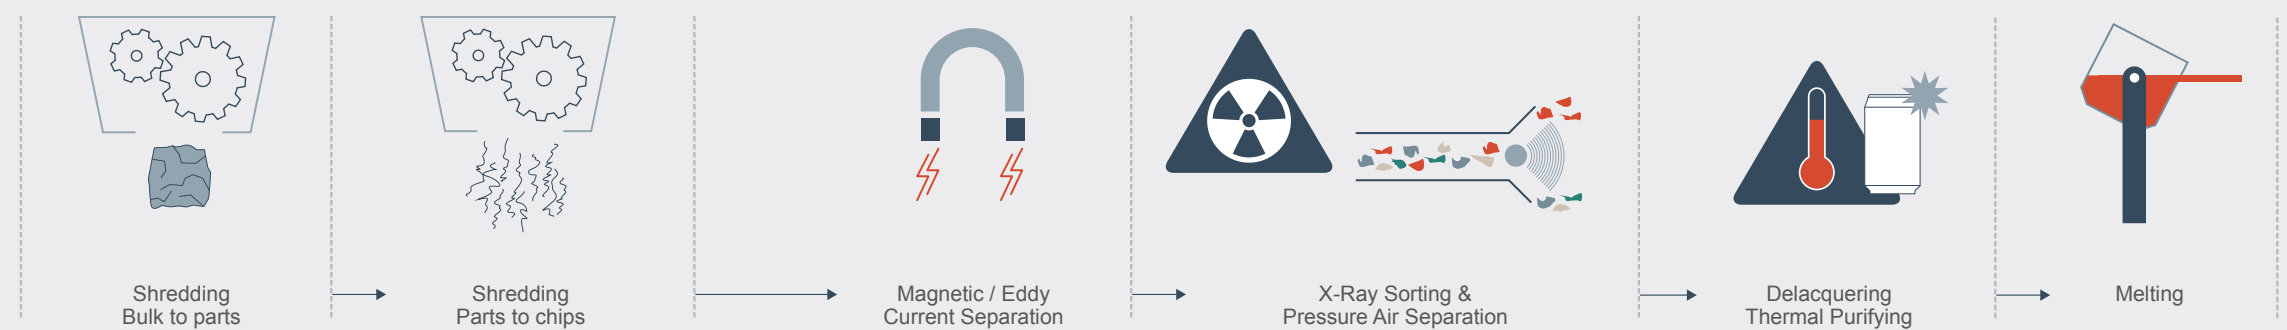 Shredding
Bulk to parts
Shredding
Parts to chips
Magnetic / Eddy
Current Separation
X-Ray Sorting &
Pressure Air Separation
Delacquering
Thermal Purifying
Melting